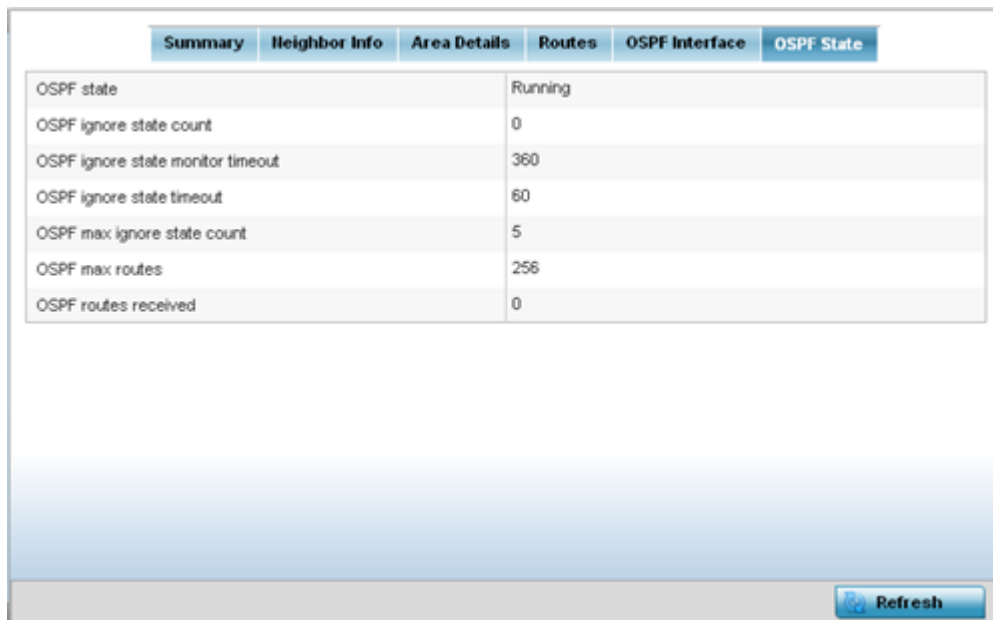 Summary Neighbor Info Area Details Routes OSPF Interface OSPF State
OSPF state Running
OSPF ignore state count 0
OSPF ignore state monitor timeout 360
OSPF ignore state timeout 60
OSPF max ignore state count 5
OSPF max routes 256
OSPF routes received 0
Refresh